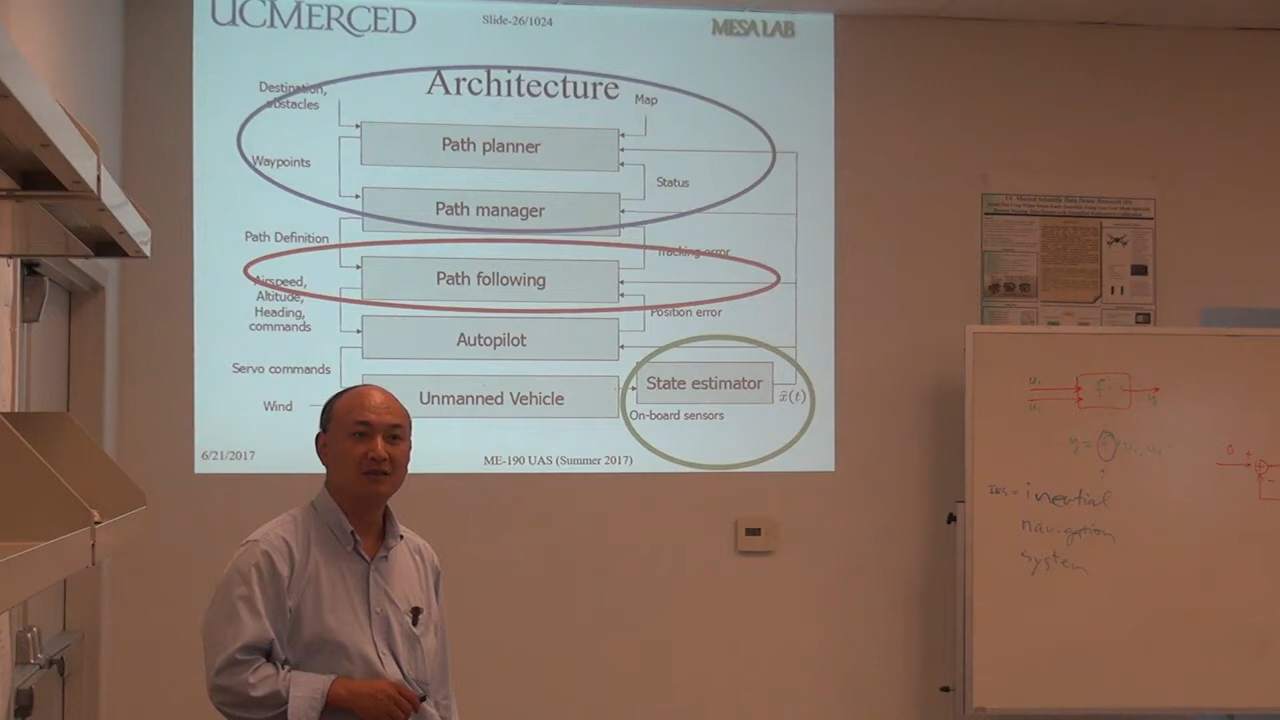 UCMERCED
Slide-26/1024
MESA LAB
Architecture
Destination,
obstacles
Map
Path planner
Waypoints
Status
Path manager
Path Definition
Tracking error
Path following
Airspeed,
Altitude,
Heading,
commands
Position error
Autopilot
Servo commands
State estimator
Unmanned Vehicle
x̂(t)
Wind
On-board sensors
6/21/2017
ME-190 UAS (Summer 2017)
INS = inertial
navigation
system